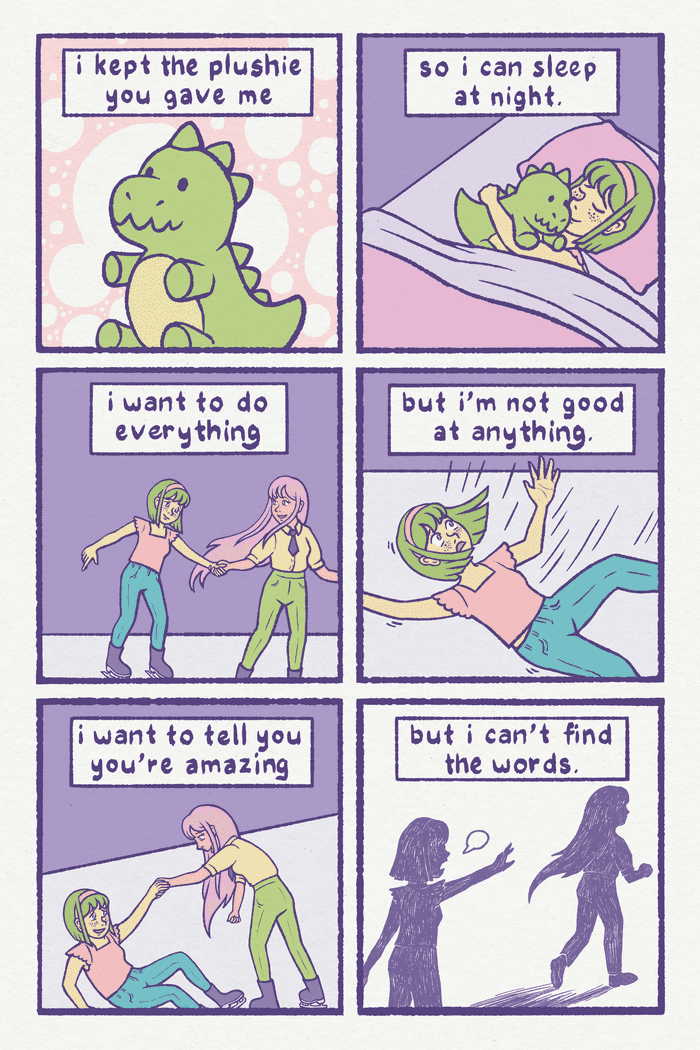 i kept the plushie
you gave me
so i can sleep
at night.
i want to do
everything
but i'm not good
at anything.
i want to tell you
you're amazing
but i can't find
the words.